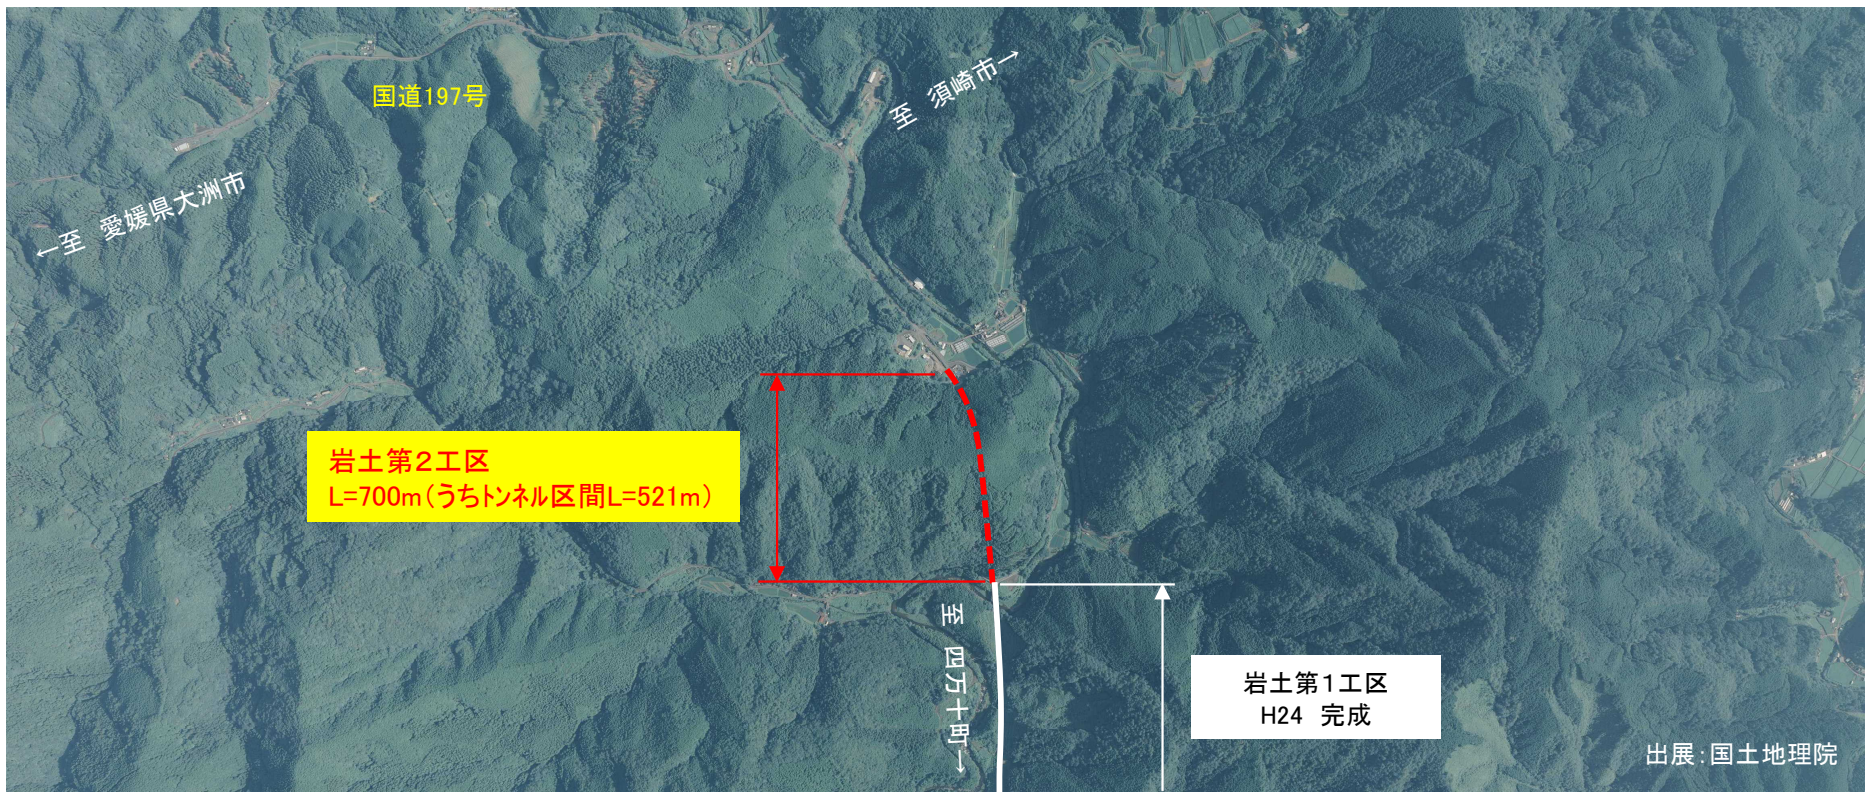 国道197号
至 須崎市→
←至 愛媛県大洲市
岩土第2工区
L=700m(うちトンネル区間L=521m)
至 四万十町→
岩土第1工区
H24 完成
出展:国土地理院